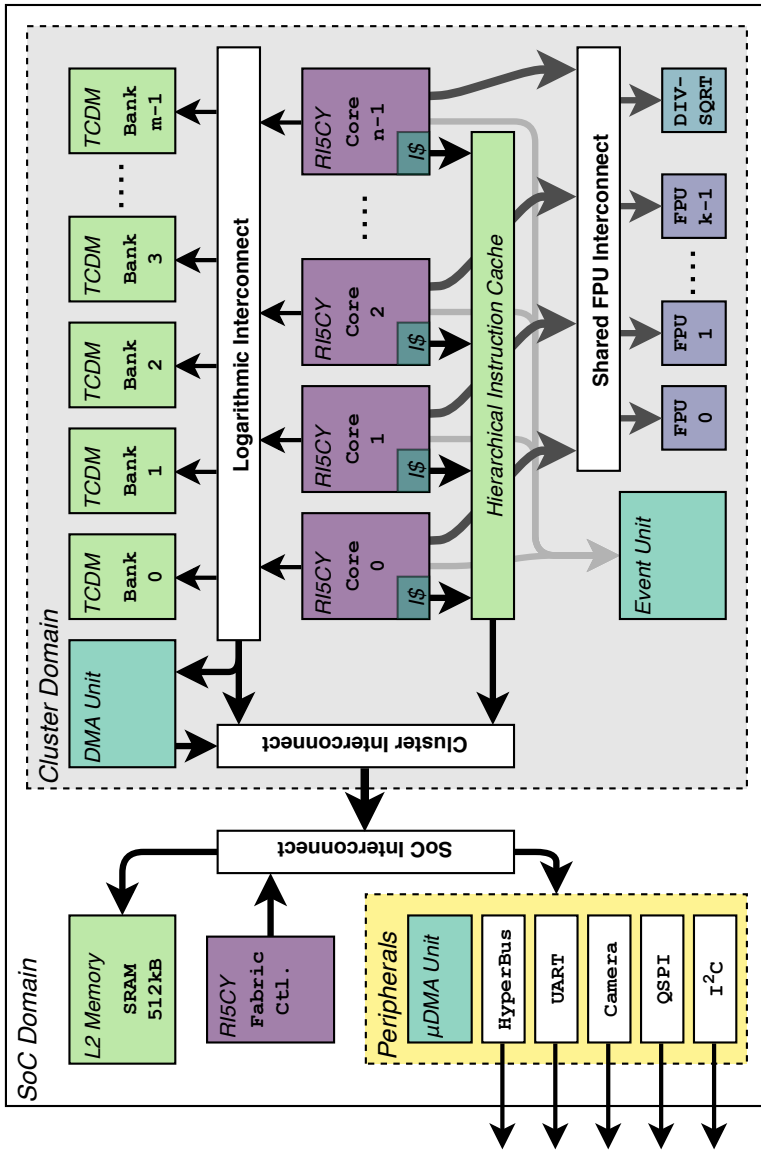 SoC Domain
Cluster Domain
L2 Memory
SRAM
512kB
DMA Unit
TCDM
Bank
0
TCDM
Bank
1
TCDM
Bank
2
TCDM
Bank
3
....
TCDM
Bank
m-1
Logarithmic Interconnect
SoC Interconnect
Cluster Interconnect
RI5CY
Fabric
Ctl.
RI5CY
Core
0
I$
RI5CY
Core
1
I$
RI5CY
Core
2
I$
....
RI5CY
Core
n-1
I$
Hierarchical Instruction Cache
Peripherals
µDMA Unit
HyperBus
UART
Camera
QSPI
I²C
Shared FPU Interconnect
Event Unit
FPU
0
FPU
1
....
FPU
k-1
DIV-
SQRT